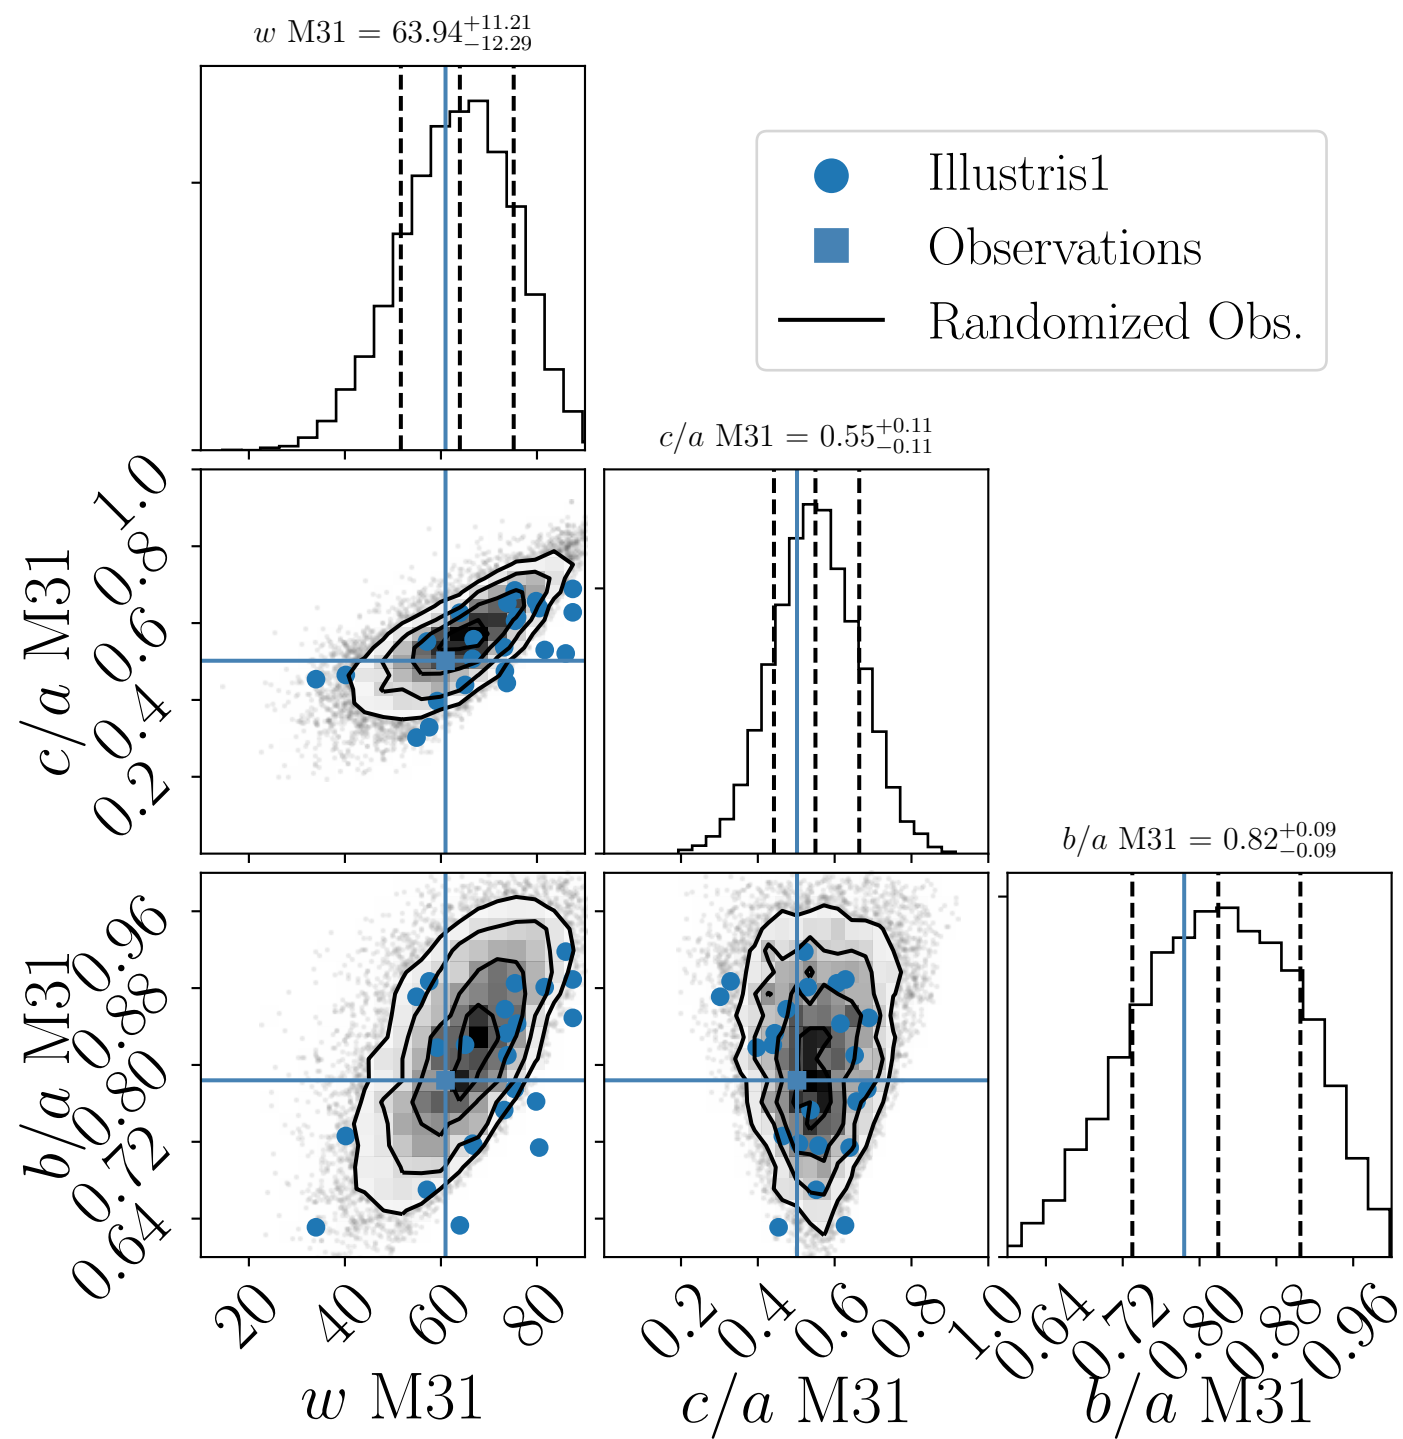 w M31 = 63.94 +11.21 −12.29
Illustris1
Observations
Randomized Obs.
c/a M31 = 0.55 +0.11 −0.11
1.0
0.8
0.6
0.4
0.2
c/a M31
b/a M31 = 0.82 +0.09 −0.09
0.96
0.88
0.80
0.72
0.64
b/a M31
20 40 60 80
0.2 0.4 0.6 0.8 1.0
0.64 0.72 0.80 0.88 0.96
w M31
c/a M31
b/a M31